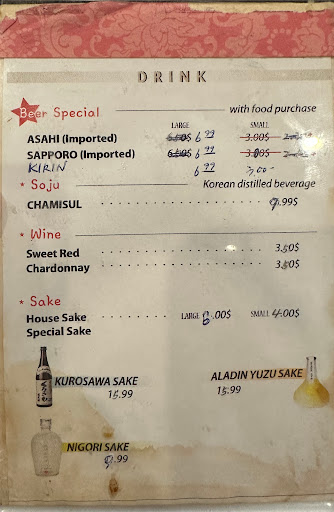 DRINK
Beer Special with food purchase
LARGE SMALL
ASAHI (Imported) 6.50$ 6.99 3.00$
SAPPORO (Imported) 6.50$ 6.99 3.00$
KIRIN 6.99 3.00
* Soju Korean distilled beverage
CHAMISUL 9.99$
* Wine
Sweet Red 3.50$
Chardonnay 3.50$
* Sake
House Sake LARGE 8.00$ SMALL 4.00$
Special Sake
KUROSAWA SAKE
15.99
ALADIN YUZU SAKE
15.99
NIGORI SAKE
9.99